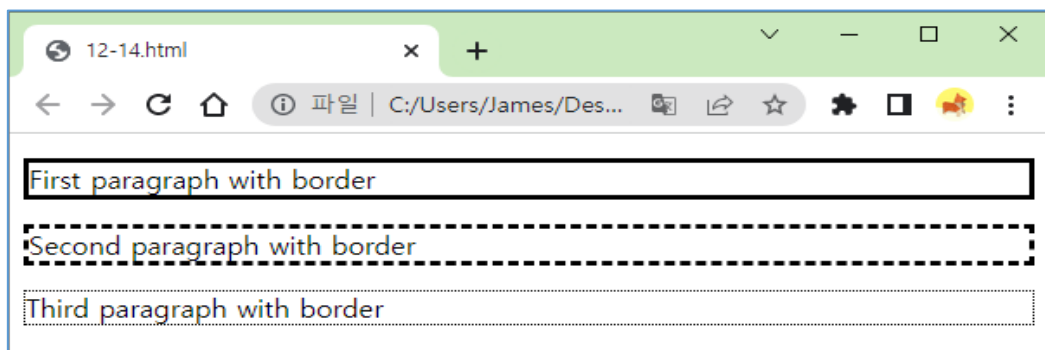 12-14.html
파일 | C:/Users/James/Des...
First paragraph with border
Second paragraph with border
Third paragraph with border